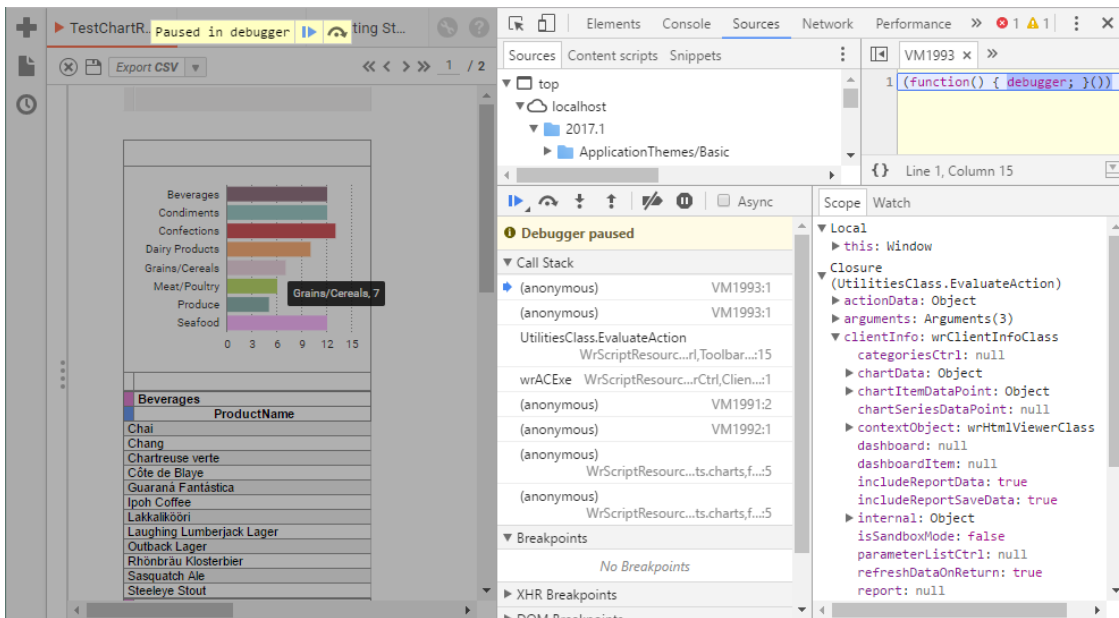 TestChartR..
Paused in debugger
ting St...
Export CSV
1 / 2
Beverages
Condiments
Confections
Dairy Products
Grains/Cereals
Meat/Poultry
Produce
Seafood
Grains/Cereals, 7
0 3 6 9 12 15
Beverages
ProductName
Chai
Chang
Chartreuse verte
Côte de Blaye
Guaraná Fantástica
Ipoh Coffee
Lakkalikööri
Laughing Lumberjack Lager
Outback Lager
Rhönbräu Klosterbier
Sasquatch Ale
Steeleye Stout
Elements Console Sources Network Performance » 1 1
Sources Content scripts Snippets
top
localhost
2017.1
ApplicationThemes/Basic
VM1993 × »
1 (function() { debugger; }())
{} Line 1, Column 15
Async
Debugger paused
Call Stack
(anonymous) VM1993:1
(anonymous) VM1993:1
UtilitiesClass.EvaluateAction
WrScriptResourc...rl,Toolbar...:15
wrACExe WrScriptResourc...rCtrl,Clien...:1
(anonymous) VM1991:2
(anonymous) VM1992:1
(anonymous)
WrScriptResourc...ts.charts,f...:5
(anonymous)
WrScriptResourc...ts.charts,f...:5
Breakpoints
No Breakpoints
XHR Breakpoints
DOM Breakpoints
Scope Watch
Local
this: Window
Closure
(UtilitiesClass.EvaluateAction)
actionData: Object
arguments: Arguments(3)
clientInfo: wrClientInfoClass
categoriesCtrl: null
chartData: Object
chartItemDataPoint: Object
chartSeriesDataPoint: null
contextObject: wrHtmlViewerClass
dashboard: null
dashboardItem: null
includeReportData: true
includeReportSaveData: true
internal: Object
isSandboxMode: false
parameterListCtrl: null
refreshDataOnReturn: true
report: null